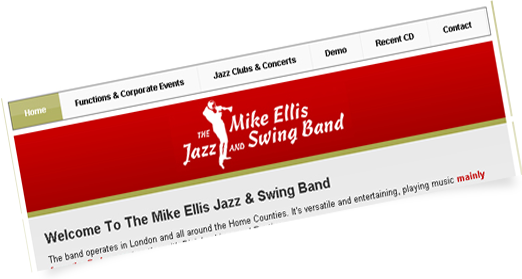 Home Functions & Corporate Events Jazz Clubs & Concerts Demo Recent CD Contact
THE Mike Ellis
Jazz AND Swing Band
Welcome To The Mike Ellis Jazz & Swing Band
The band operates in London and all around the Home Counties. It's versatile and entertaining, playing music mainly